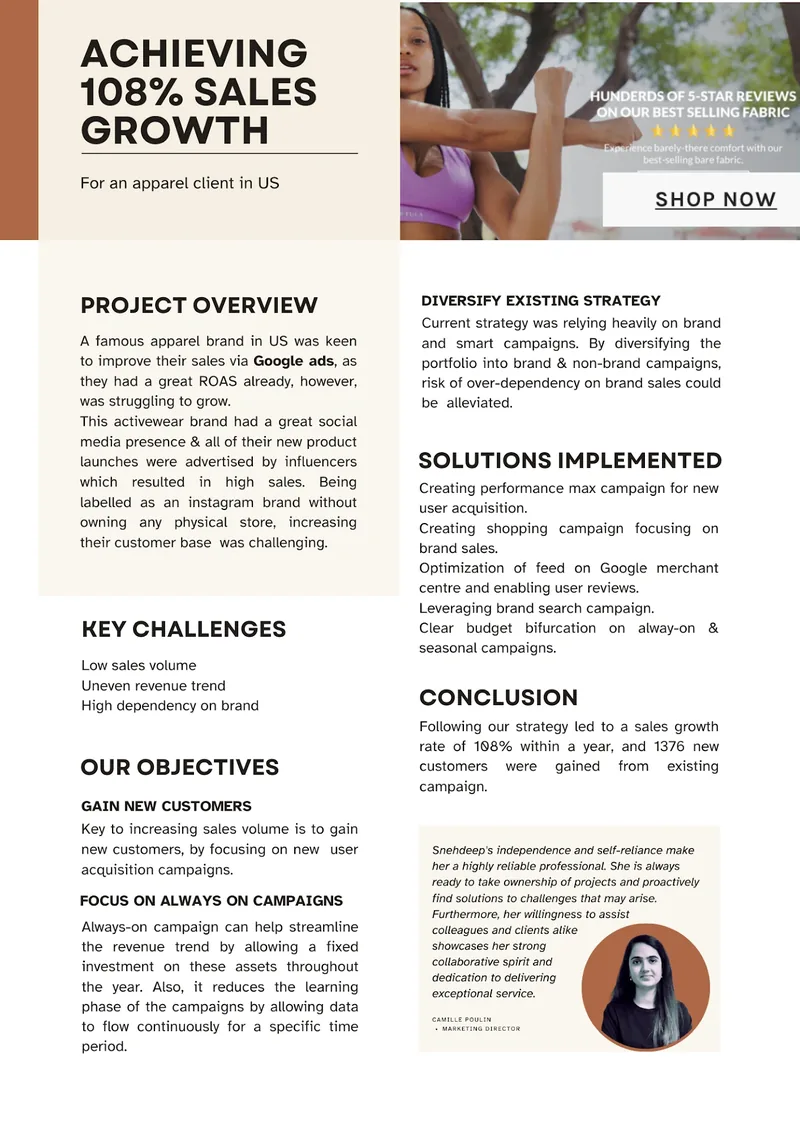 ACHIEVING
108% SALES
GROWTH
For an apparel client in US
HUNDERDS OF 5-STAR REVIEWS
ON OUR BEST SELLING FABRIC
Experience barely-there comfort with our
best-selling bare fabric.
SHOP NOW
PROJECT OVERVIEW
A famous apparel brand in US was keen
to improve their sales via Google ads, as
they had a great ROAS already, however,
was struggling to grow.
This activewear brand had a great social
media presence & all of their new product
launches were advertised by influencers
which resulted in high sales. Being
labelled as an instagram brand without
owning any physical store, increasing
their customer base was challenging.
KEY CHALLENGES
Low sales volume
Uneven revenue trend
High dependency on brand
OUR OBJECTIVES
GAIN NEW CUSTOMERS
Key to increasing sales volume is to gain
new customers, by focusing on new user
acquisition campaigns.
FOCUS ON ALWAYS ON CAMPAIGNS
Always-on campaign can help streamline
the revenue trend by allowing a fixed
investment on these assets throughout
the year. Also, it reduces the learning
phase of the campaigns by allowing data
to flow continuously for a specific time
period.
DIVERSIFY EXISTING STRATEGY
Current strategy was relying heavily on brand
and smart campaigns. By diversifying the
portfolio into brand & non-brand campaigns,
risk of over-dependency on brand sales could
be alleviated.
SOLUTIONS IMPLEMENTED
Creating performance max campaign for new
user acquisition.
Creating shopping campaign focusing on
brand sales.
Optimization of feed on Google merchant
centre and enabling user reviews.
Leveraging brand search campaign.
Clear budget bifurcation on alway-on &
seasonal campaigns.
CONCLUSION
Following our strategy led to a sales growth
rate of 108% within a year, and 1376 new
customers were gained from existing
campaign.
Snehdeep's independence and self-reliance make
her a highly reliable professional. She is always
ready to take ownership of projects and proactively
find solutions to challenges that may arise.
Furthermore, her willingness to assist
colleagues and clients alike
showcases her strong
collaborative spirit and
dedication to delivering
exceptional service.
CAMILLE POULIN
• MARKETING DIRECTOR